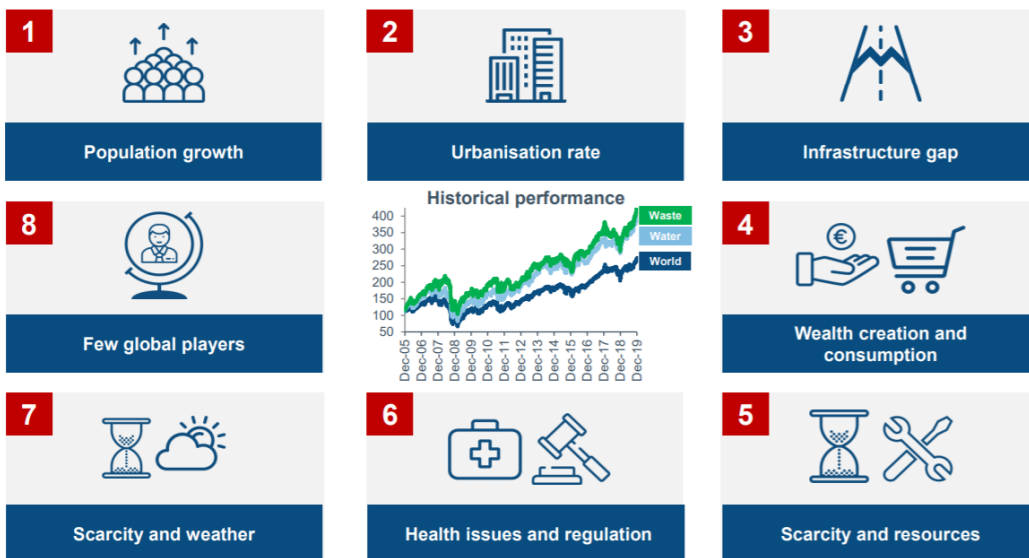 1
Population growth
2
Urbanisation rate
3
Infrastructure gap
8
Few global players
Historical performance
400
350
300
250
200
150
100
50
Waste
Water
World
Dec-05
Dec-06
Dec-07
Dec-08
Dec-09
Dec-10
Dec-11
Dec-12
Dec-13
Dec-14
Dec-15
Dec-16
Dec-17
Dec-18
Dec-19
4
€
Wealth creation and
consumption
7
Scarcity and weather
6
Health issues and regulation
5
Scarcity and resources